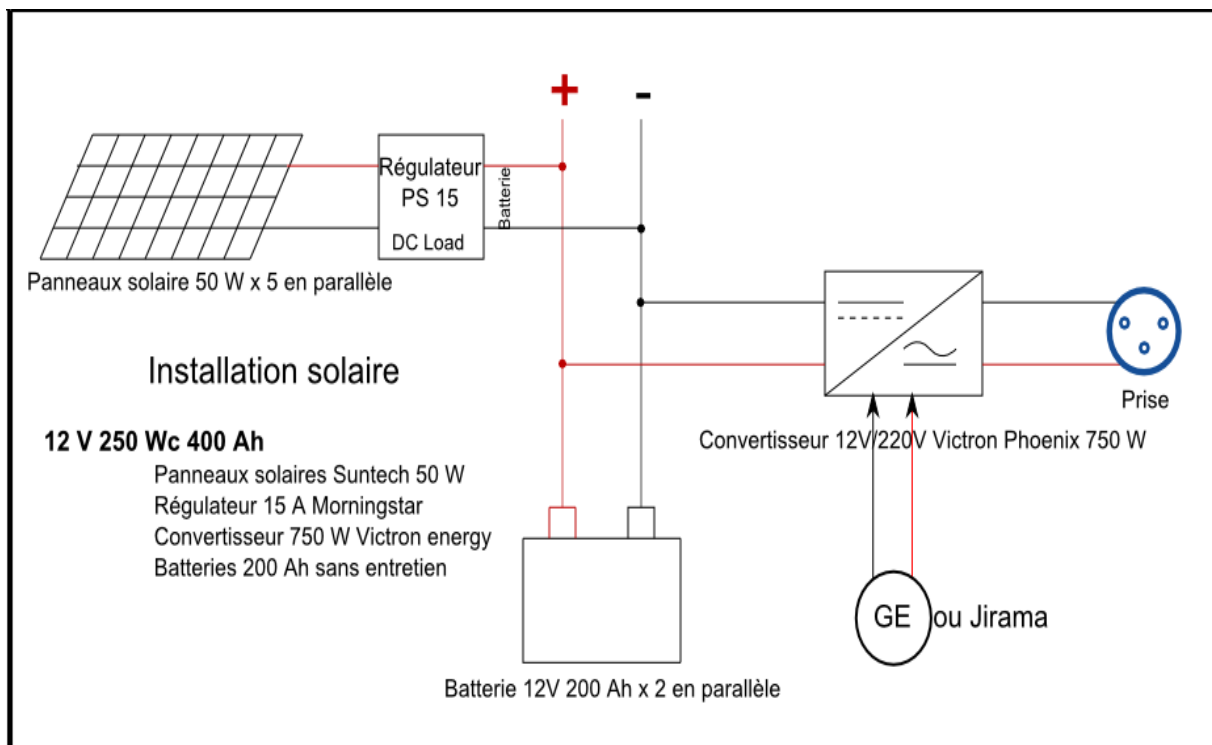 + -
Régulateur
PS 15
Batterie
DC Load
Panneaux solaire 50 W x 5 en parallèle
Installation solaire
Prise
12 V 250 Wc 400 Ah
Convertisseur 12V/220V Victron Phoenix 750 W
Panneaux solaires Suntech 50 W
Régulateur 15 A Morningstar
Convertisseur 750 W Victron energy
Batteries 200 Ah sans entretien
GE ou Jirama
Batterie 12V 200 Ah x 2 en parallèle